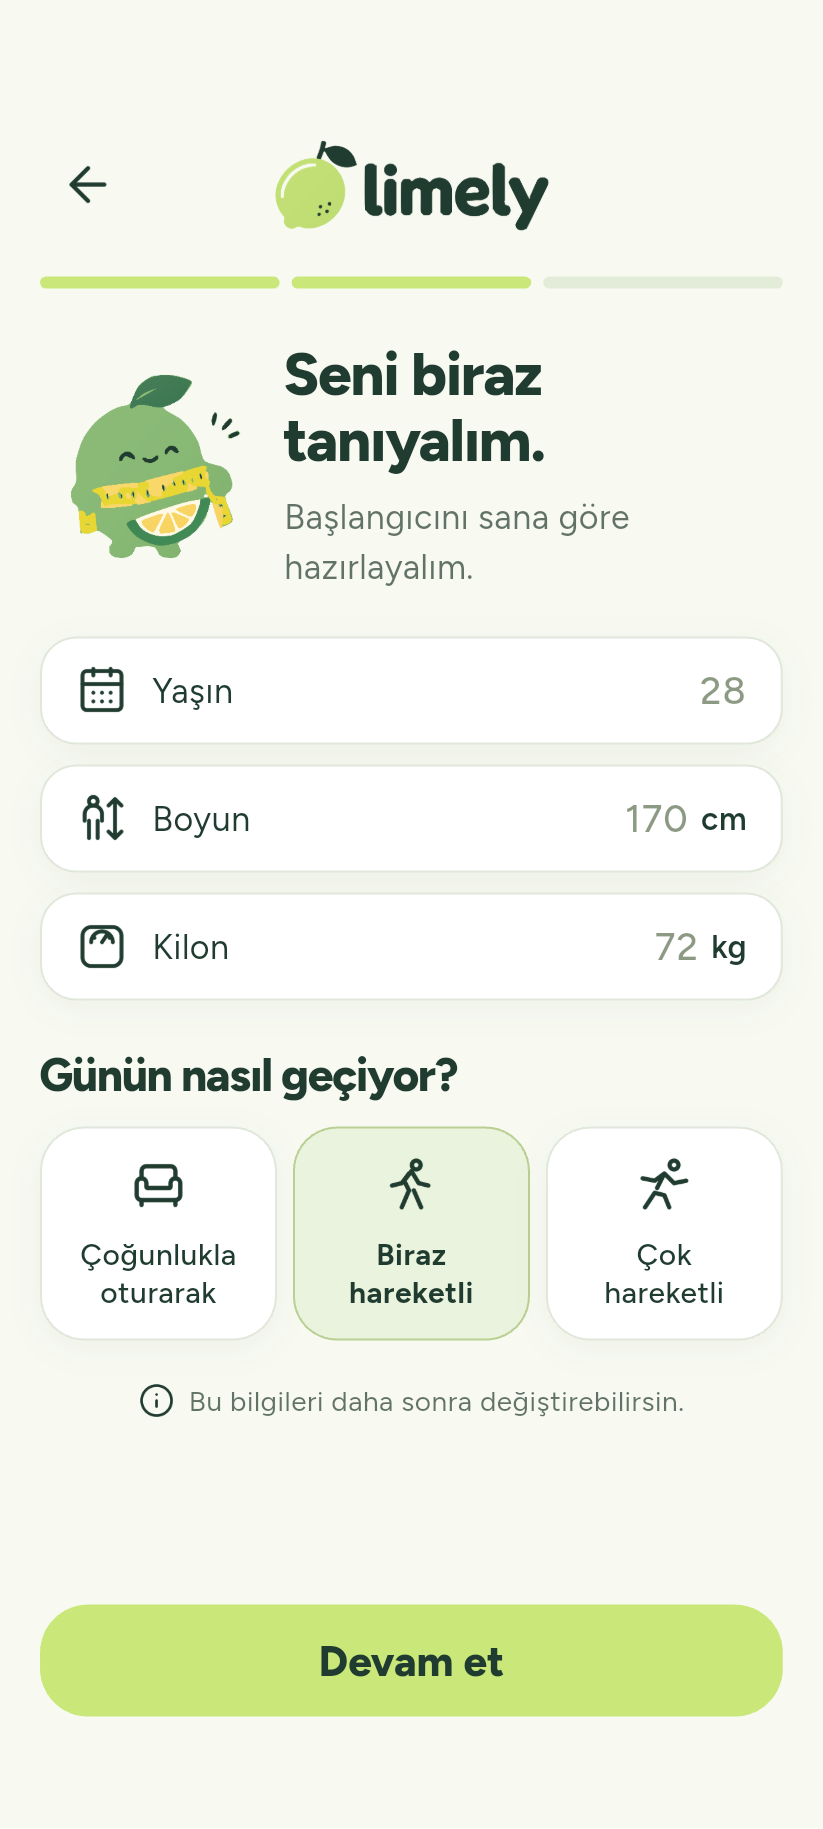 limely
Seni biraz
tanıyalım.
Başlangıcını sana göre
hazırlayalım.
Yaşın 28
Boyun 170 cm
Kilon 72 kg
Günün nasıl geçiyor?
Çoğunlukla
oturarak
Biraz
hareketli
Çok
hareketli
Bu bilgileri daha sonra değiştirebilirsin.
Devam et